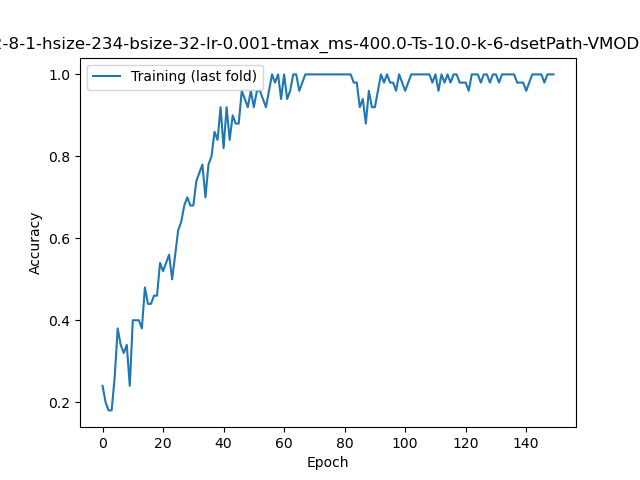 -8-1-hsize-234-bsize-32-lr-0.001-tmax_ms-400.0-Ts-10.0-k-6-dsetPath-VMOD
Training (last fold)
1.0
0.8
0.6
0.4
0.2
Accuracy
0 20 40 60 80 100 120 140
Epoch